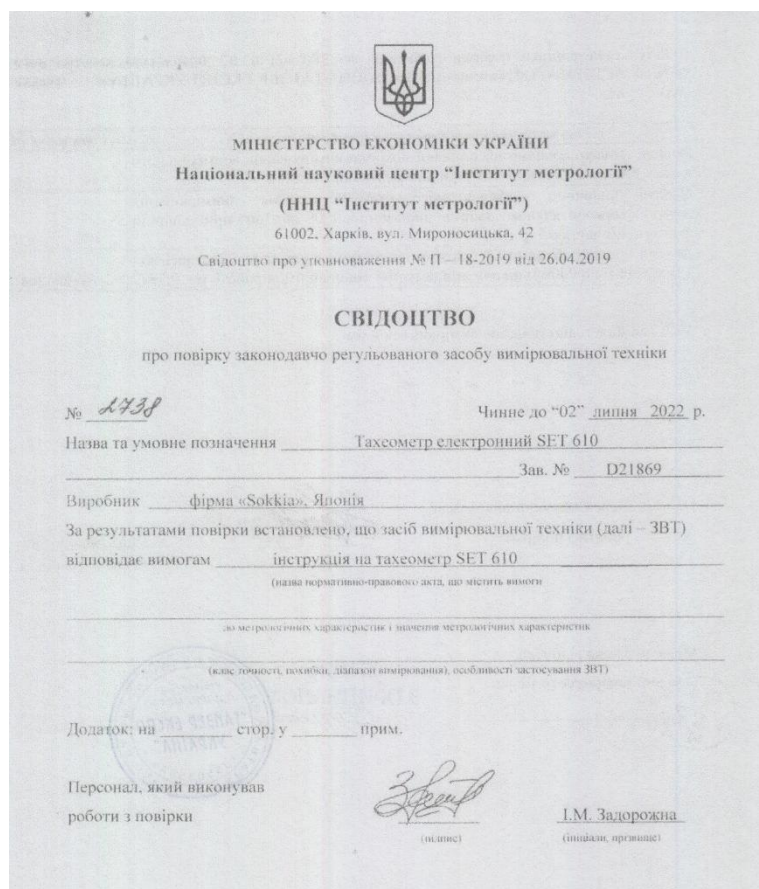 МІНІСТЕРСТВО ЕКОНОМІКИ УКРАЇНИ
Національний науковий центр “Інститут метрології”
(ННЦ “Інститут метрології”)
61002, Харків, вул. Мироносицька, 42
Свідоцтво про уповноваження № П – 18-2019 від 26.04.2019
СВІДОЦТВО
про повірку законодавчо регульованого засобу вимірювальної техніки
№ 2738 Чинне до “02” липня 2022 р.
Назва та умовне позначення Тахеометр електронний SET 610
Зав. № D21869
Виробник фірма «Sokkia», Японія
За результатами повірки встановлено, що засіб вимірювальної техніки (далі – ЗВТ)
відповідає вимогам інструкція на тахеометр SET 610
(назва нормативно-правового акта, що містить вимоги
до метрологічних характеристик і значення метрологічних характеристик
(клас точності, похибки, діапазон вимірювання), особливості застосування ЗВТ)
Додаток: на ________ стор. у ________ прим.
Персонал, який виконував
роботи з повірки
І.М. Задорожна
(підпис) (ініціали, прізвище)